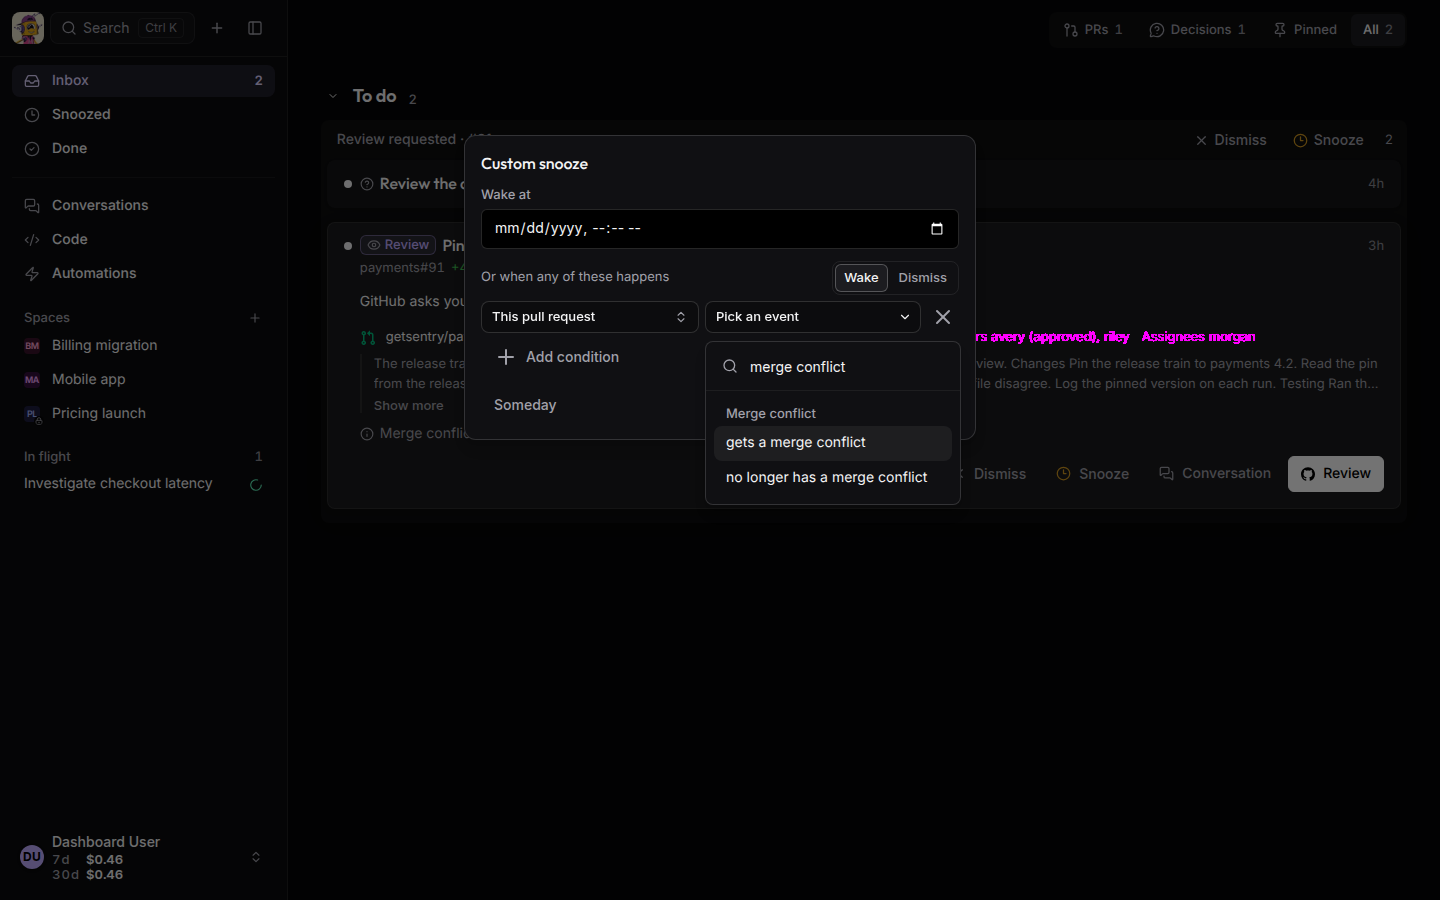 Search Ctrl K
PRs 1 Decisions 1 Pinned All 2
Inbox 2
Snoozed
Done
Conversations
Code
Automations
Spaces
BM Billing migration
MA Mobile app
PL Pricing launch
In flight 1
Investigate checkout latency
Dashboard User
DU
7d $0.46
30d $0.46
To do 2
Review requested ·
Dismiss Snooze 2
Review the
4h
Review Pin
3h
payments#91
GitHub asks you
getsentry/pa
avery (approved), riley Assignees morgan
The release tra
view. Changes Pin the release train to payments 4.2. Read the pin
from the releas
file disagree. Log the pinned version on each run. Testing Ran th...
Show more
Merge conflic
Dismiss Snooze Conversation Review
Custom snooze
Wake at
mm/dd/yyyy, --:-- --
Or when any of these happens Wake Dismiss
This pull request Pick an event
Add condition
Someday
merge conflict
Merge conflict
gets a merge conflict
no longer has a merge conflict